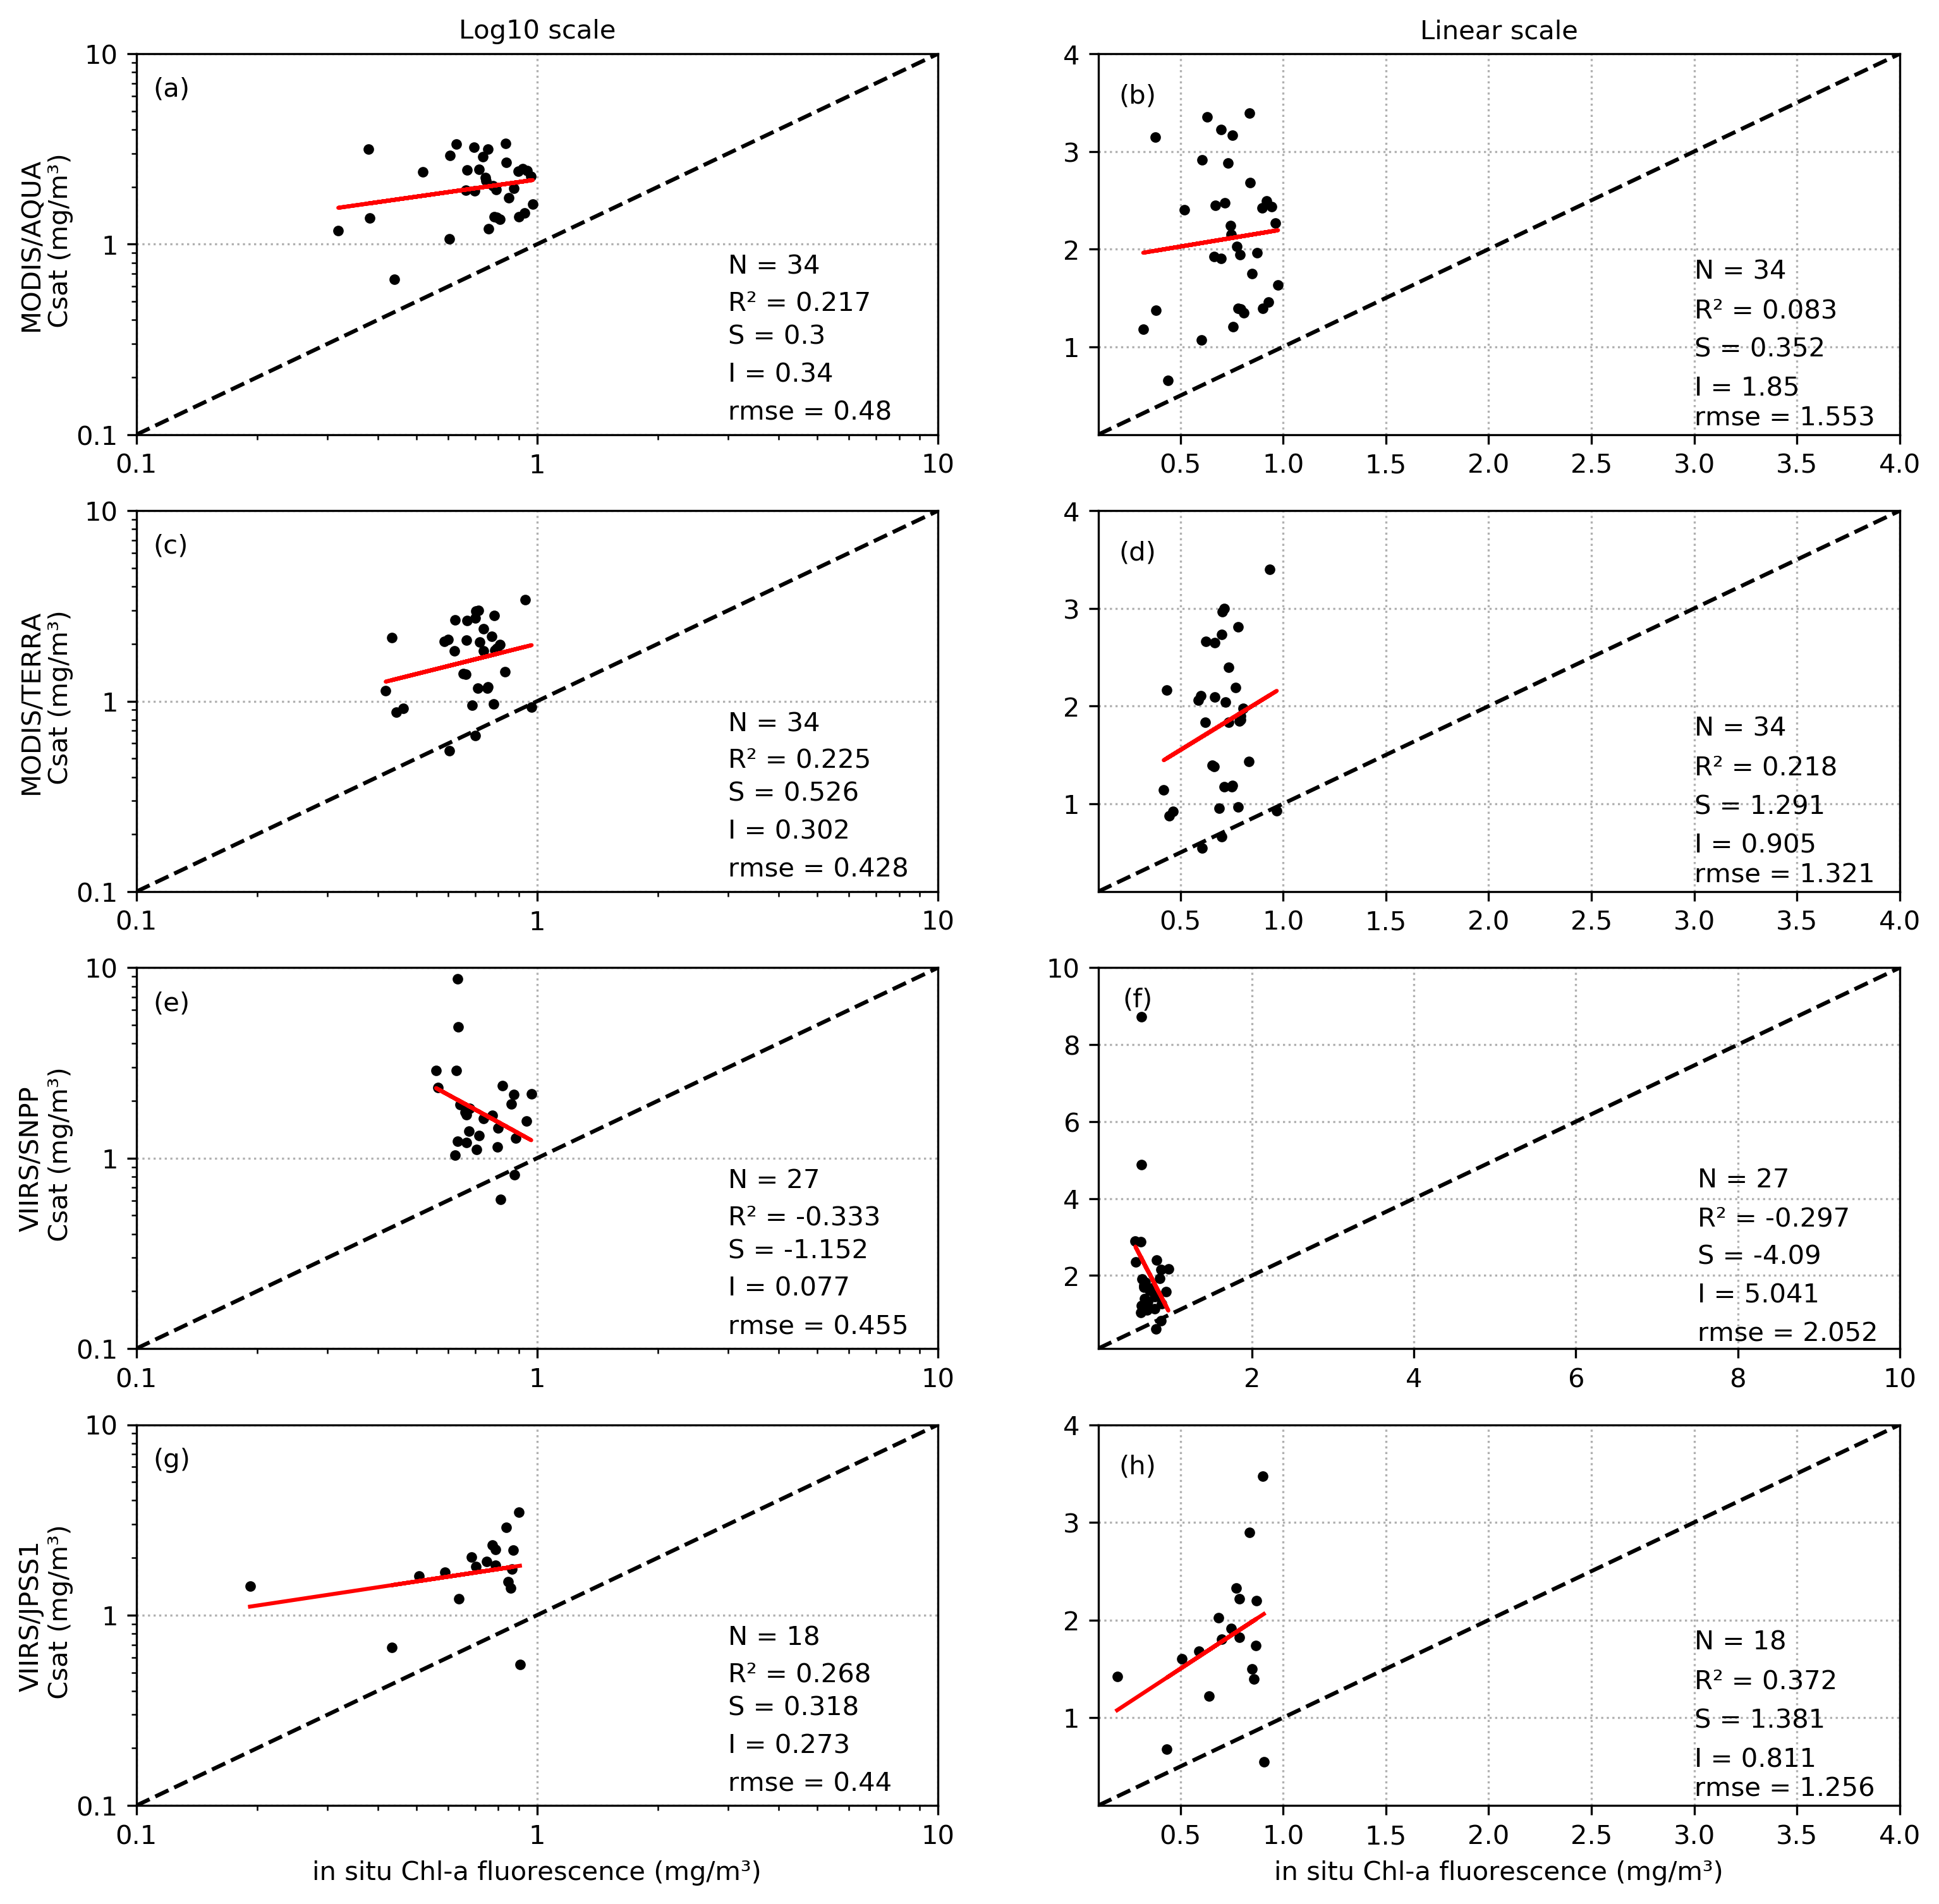 Log10 scale
Linear scale
MODIS/AQUA
Csat (mg/m³)
10
1
0.1
(a)
N = 34
R² = 0.217
S = 0.3
I = 0.34
rmse = 0.48
0.1
1
10
4
3
2
1
(b)
N = 34
R² = 0.083
S = 0.352
I = 1.85
rmse = 1.553
0.5
1.0
1.5
2.0
2.5
3.0
3.5
4.0
MODIS/TERRA
Csat (mg/m³)
10
1
0.1
(c)
N = 34
R² = 0.225
S = 0.526
I = 0.302
rmse = 0.428
0.1
1
10
4
3
2
1
(d)
N = 34
R² = 0.218
S = 1.291
I = 0.905
rmse = 1.321
0.5
1.0
1.5
2.0
2.5
3.0
3.5
4.0
VIIRS/SNPP
Csat (mg/m³)
10
1
0.1
(e)
N = 27
R² = -0.333
S = -1.152
I = 0.077
rmse = 0.455
0.1
1
10
10
8
6
4
2
(f)
N = 27
R² = -0.297
S = -4.09
I = 5.041
rmse = 2.052
2
4
6
8
10
VIIRS/JPSS1
Csat (mg/m³)
10
1
0.1
(g)
N = 18
R² = 0.268
S = 0.318
I = 0.273
rmse = 0.44
0.1
1
10
in situ Chl-a fluorescence (mg/m³)
4
3
2
1
(h)
N = 18
R² = 0.372
S = 1.381
I = 0.811
rmse = 1.256
0.5
1.0
1.5
2.0
2.5
3.0
3.5
4.0
in situ Chl-a fluorescence (mg/m³)